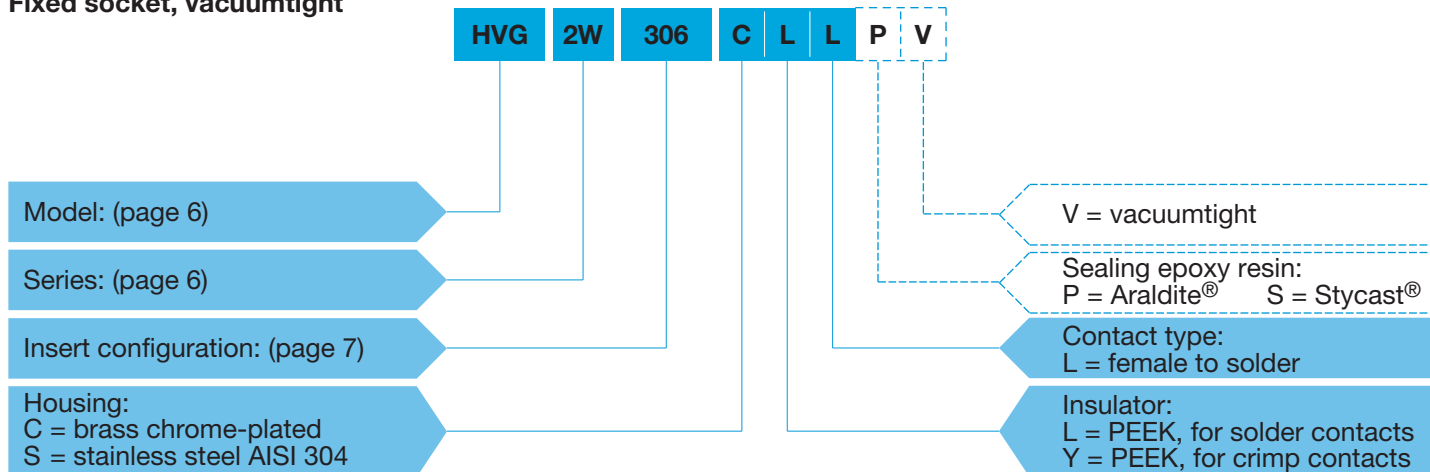 Fixed socket, vacuumtight
HVG 2W 306 C L L P V
Model: (page 6)
Series: (page 6)
Insert configuration: (page 7)
Housing:
C = brass chrome-plated
S = stainless steel AISI 304
V = vacuumtight
Sealing epoxy resin:
P = Araldite® S = Stycast®
Contact type:
L = female to solder
Insulator:
L = PEEK, for solder contacts
Y = PEEK, for crimp contacts